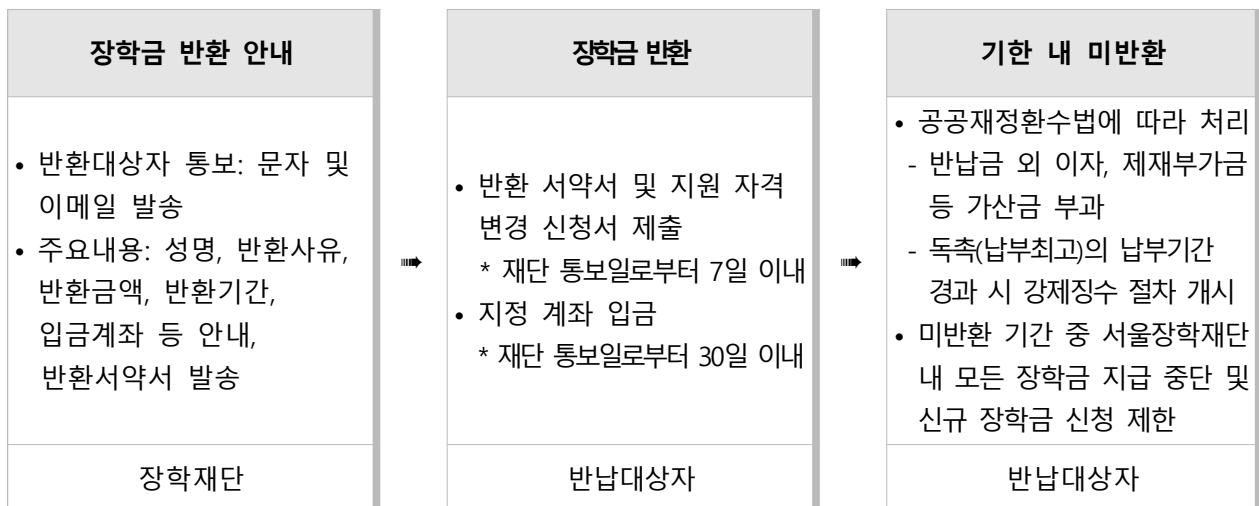 장학금 반환 안내
• 반환대상자 통보: 문자 및
이메일 발송
• 주요내용: 성명, 반환사유,
반환금액, 반환기간,
입금계좌 등 안내,
반환서약서 발송
장학재단
➠
장학금 반환
• 반환 서약서 및 지원 자격
변경 신청서 제출
* 재단 통보일로부터 7일 이내
• 지정 계좌 입금
* 재단 통보일로부터 30일 이내
반납대상자
➠
기한 내 미반환
• 공공재정환수법에 따라 처리
- 반납금 외 이자, 제재부가금
등 가산금 부과
- 독촉(납부최고)의 납부기간
경과 시 강제징수 절차 개시
• 미반환 기간 중 서울장학재단
내 모든 장학금 지급 중단 및
신규 장학금 신청 제한
반납대상자